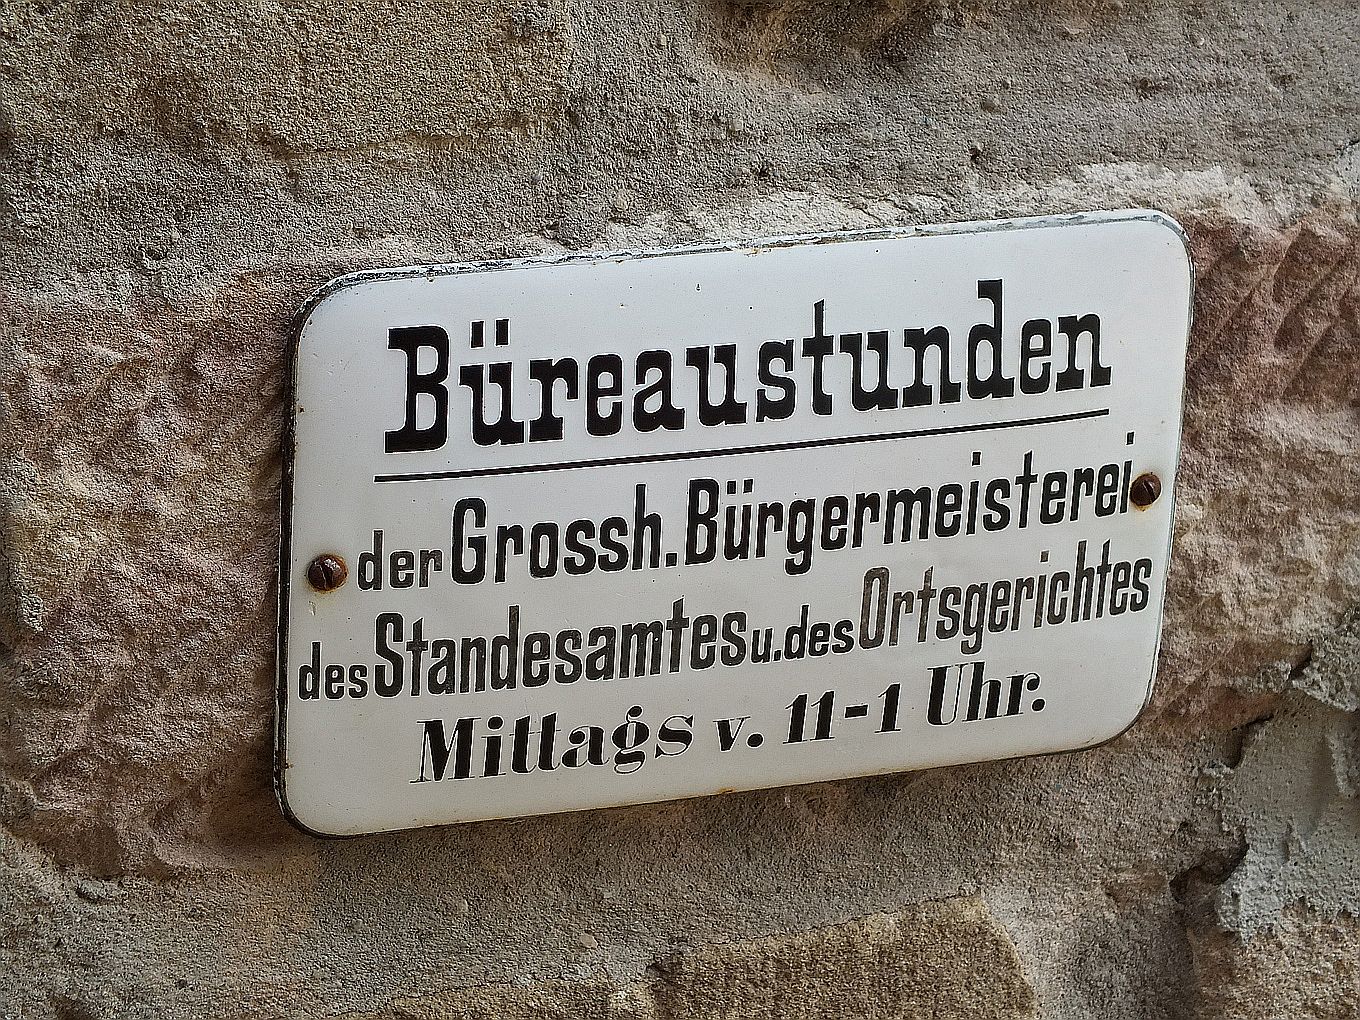 Büreaustunden
der Grossh. Bürgermeisterei
des Standesamtes u. des Ortsgerichtes
Mittags v. 11-1 Uhr.